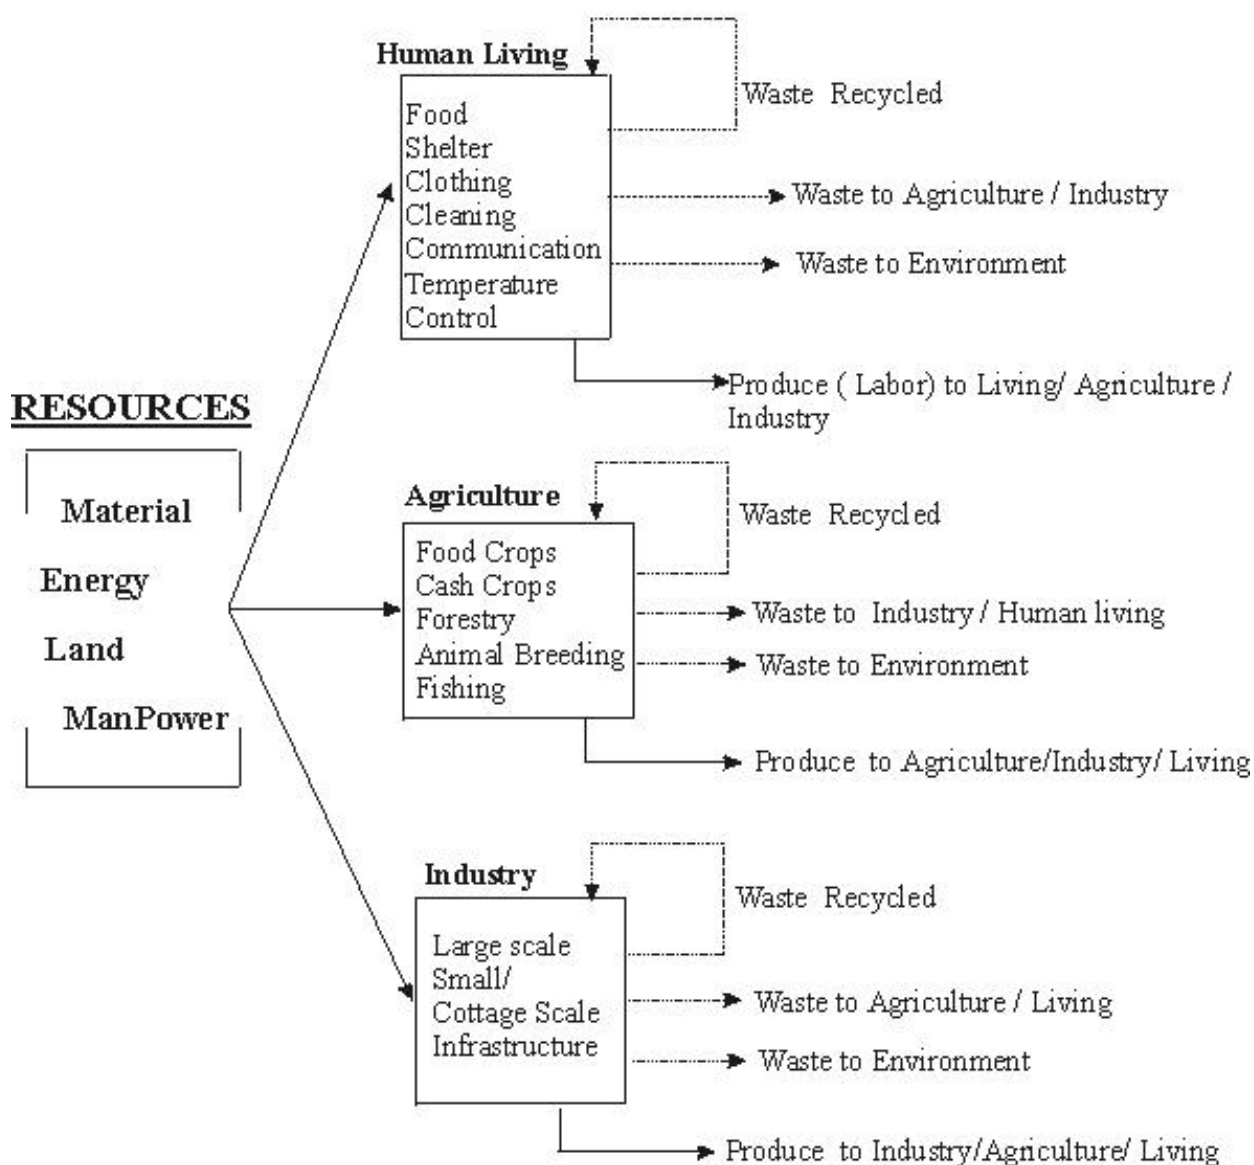 Human Living
Waste Recycled
Food
Shelter
Clothing
Cleaning
Communication
Temperature
Control
Waste to Agriculture / Industry
Waste to Environment
Produce ( Labor) to Living/ Agriculture /
Industry
RESOURCES
Material
Energy
Land
ManPower
Agriculture
Waste Recycled
Food Crops
Cash Crops
Forestry
Animal Breeding
Fishing
Waste to Industry / Human living
Waste to Environment
Produce to Agriculture/Industry/ Living
Industry
Waste Recycled
Large scale
Small/
Cottage Scale
Infrastructure
Waste to Agriculture / Living
Waste to Environment
Produce to Industry/Agriculture/ Living